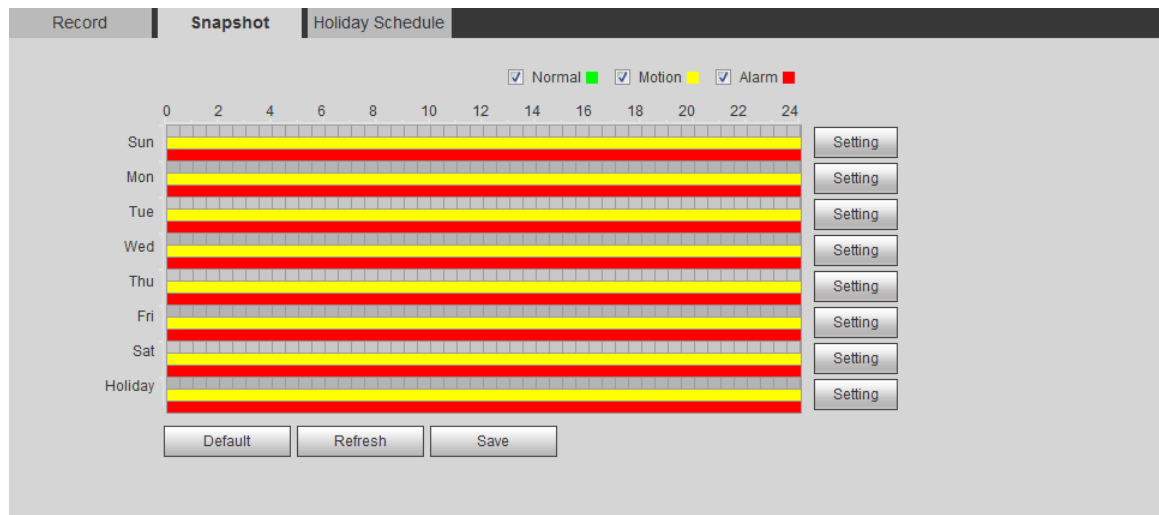 Record Snapshot Holiday Schedule
Normal Motion Alarm
0 2 4 6 8 10 12 14 16 18 20 22 24
Sun Setting
Mon Setting
Tue Setting
Wed Setting
Thu Setting
Fri Setting
Sat Setting
Holiday Setting
Default Refresh Save